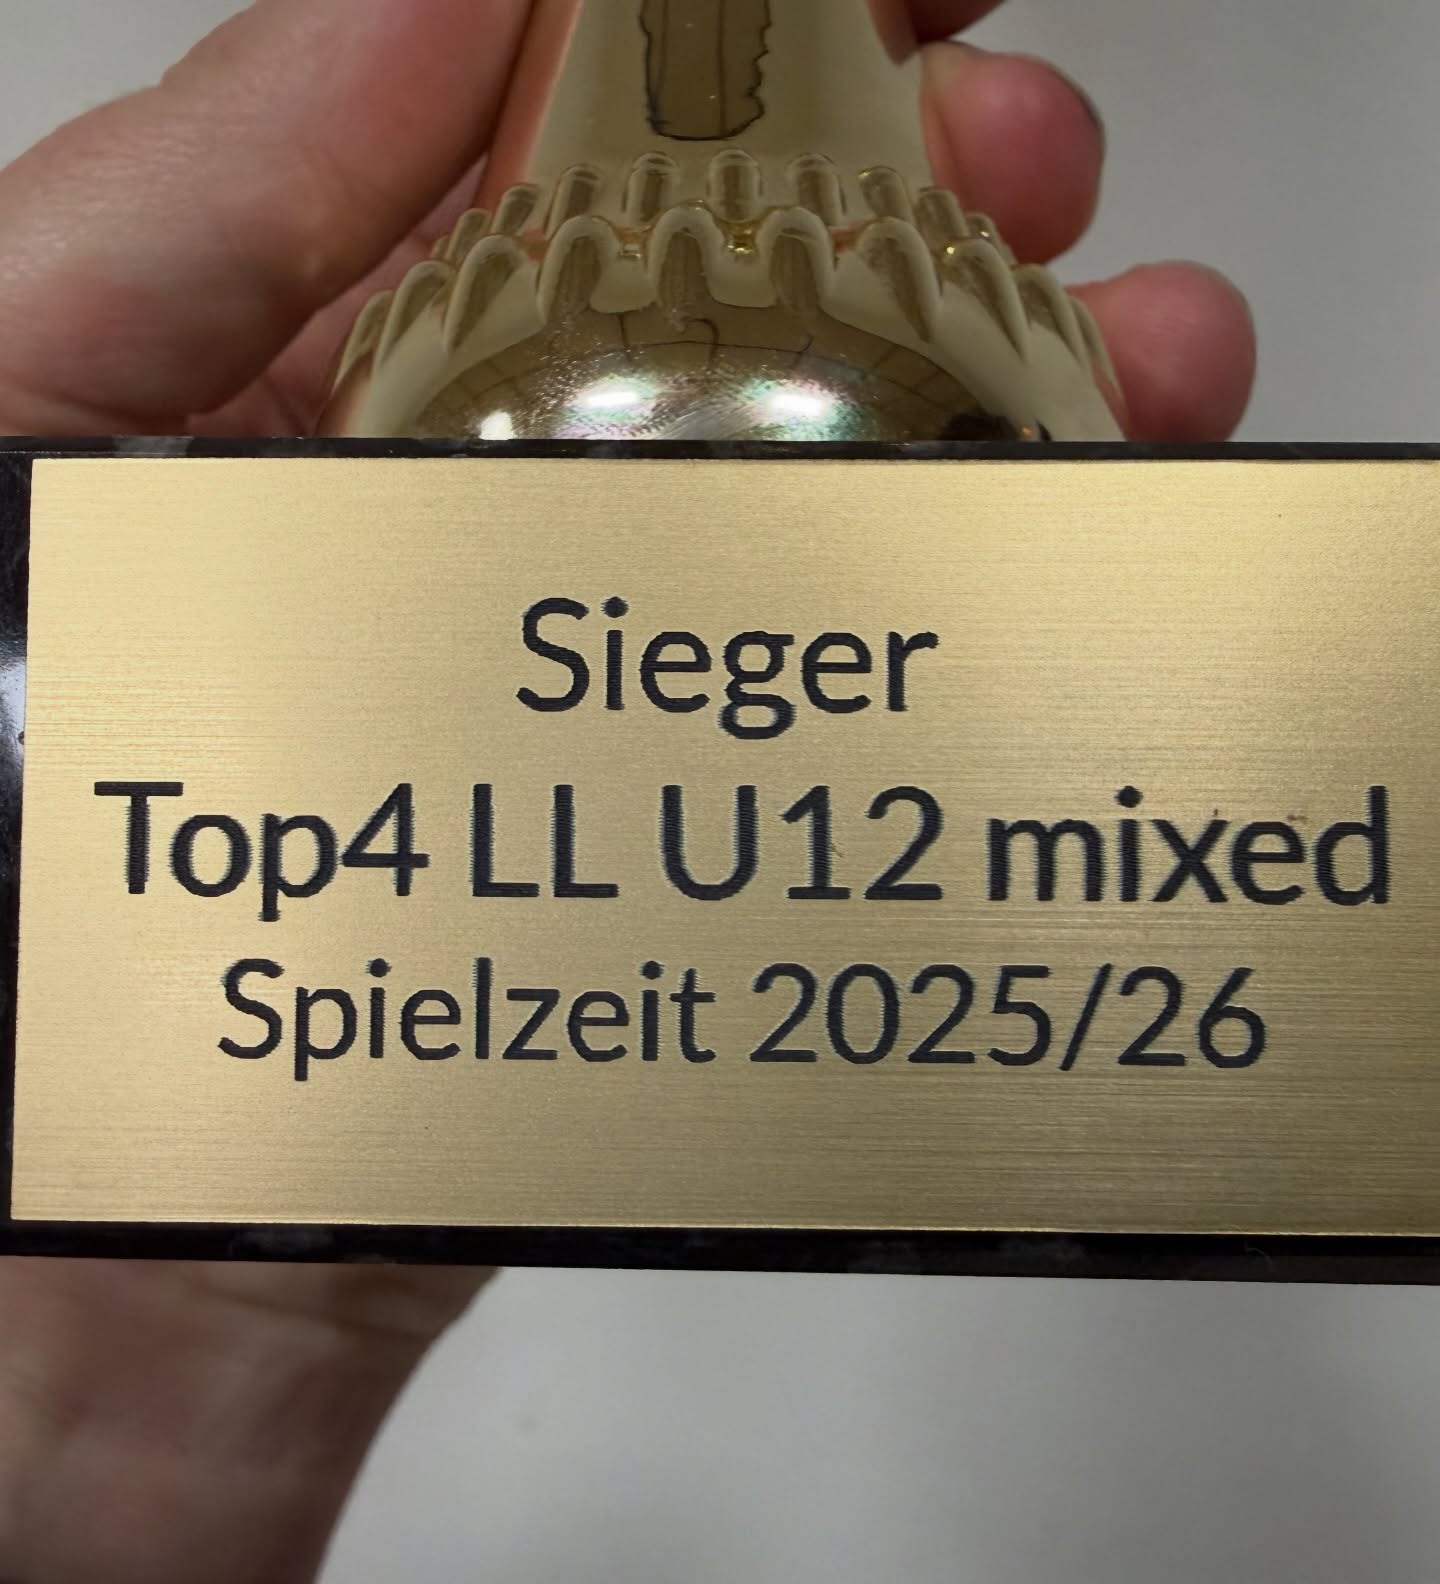 Sieger
Top4 LL U12 mixed
Spielzeit 2025/26